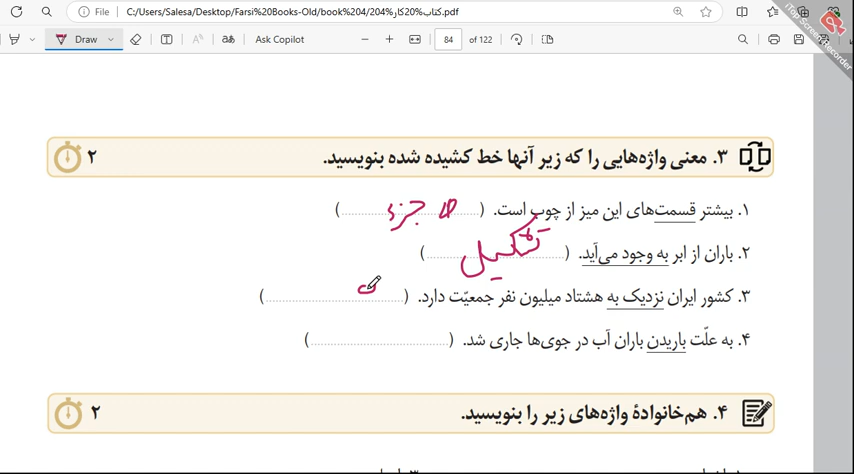 File C:/Users/Salesa/Desktop/Farsi%20Books-Old/book%204/204%کتاب%20کار.pdf
Draw Ask Copilot 84 of 122
iTop Screen Recorder
۳. معنی واژه‌هایی را که زیر آنها خط کشیده شده بنویسید. ۲
۱. بیشتر قسمت‌های این میز از چوب است. (جزء)
۲. باران از ابر به وجود می‌آید. (تشکیل)
۳. کشور ایران نزدیک به هشتاد میلیون نفر جمعیّت دارد. (..............................)
۴. به علّت باریدن باران آب در جوی‌ها جاری شد. (..............................)
۴. هم‌خانوادهٔ واژه‌های زیر را بنویسید. ۲